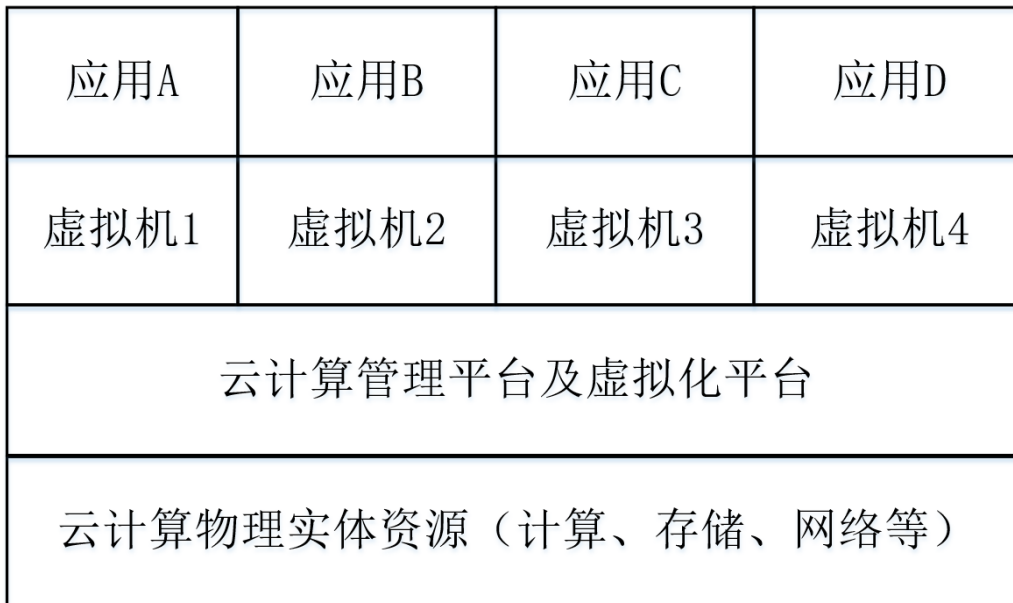 应用A 应用B 应用C 应用D
虚拟机1 虚拟机2 虚拟机3 虚拟机4
云计算管理平台及虚拟化平台
云计算物理实体资源（计算、存储、网络等）